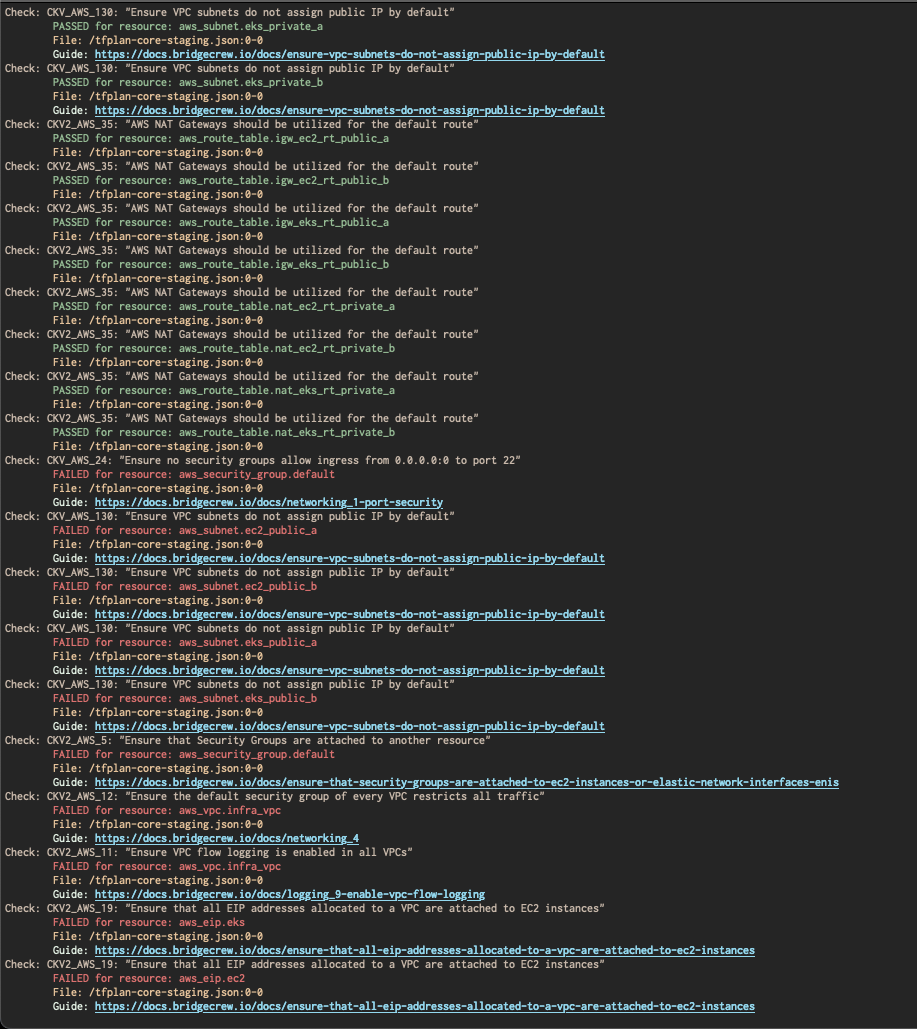 Check: CKV_AWS_130: "Ensure VPC subnets do not assign public IP by default"
PASSED for resource: aws_subnet.eks_private_a
File: /tfplan-core-staging.json:0-0
Guide: https://docs.bridgecrew.io/docs/ensure-vpc-subnets-do-not-assign-public-ip-by-default
Check: CKV_AWS_130: "Ensure VPC subnets do not assign public IP by default"
PASSED for resource: aws_subnet.eks_private_b
File: /tfplan-core-staging.json:0-0
Guide: https://docs.bridgecrew.io/docs/ensure-vpc-subnets-do-not-assign-public-ip-by-default
Check: CKV2_AWS_35: "AWS NAT Gateways should be utilized for the default route"
PASSED for resource: aws_route_table.igw_ec2_rt_public_a
File: /tfplan-core-staging.json:0-0
Check: CKV2_AWS_35: "AWS NAT Gateways should be utilized for the default route"
PASSED for resource: aws_route_table.igw_ec2_rt_public_b
File: /tfplan-core-staging.json:0-0
Check: CKV2_AWS_35: "AWS NAT Gateways should be utilized for the default route"
PASSED for resource: aws_route_table.igw_eks_rt_public_a
File: /tfplan-core-staging.json:0-0
Check: CKV2_AWS_35: "AWS NAT Gateways should be utilized for the default route"
PASSED for resource: aws_route_table.igw_eks_rt_public_b
File: /tfplan-core-staging.json:0-0
Check: CKV2_AWS_35: "AWS NAT Gateways should be utilized for the default route"
PASSED for resource: aws_route_table.nat_ec2_rt_private_a
File: /tfplan-core-staging.json:0-0
Check: CKV2_AWS_35: "AWS NAT Gateways should be utilized for the default route"
PASSED for resource: aws_route_table.nat_ec2_rt_private_b
File: /tfplan-core-staging.json:0-0
Check: CKV2_AWS_35: "AWS NAT Gateways should be utilized for the default route"
PASSED for resource: aws_route_table.nat_eks_rt_private_a
File: /tfplan-core-staging.json:0-0
Check: CKV2_AWS_35: "AWS NAT Gateways should be utilized for the default route"
PASSED for resource: aws_route_table.nat_eks_rt_private_b
File: /tfplan-core-staging.json:0-0
Check: CKV_AWS_24: "Ensure no security groups allow ingress from 0.0.0.0:0 to port 22"
FAILED for resource: aws_security_group.default
File: /tfplan-core-staging.json:0-0
Guide: https://docs.bridgecrew.io/docs/networking_1-port-security
Check: CKV_AWS_130: "Ensure VPC subnets do not assign public IP by default"
FAILED for resource: aws_subnet.ec2_public_a
File: /tfplan-core-staging.json:0-0
Guide: https://docs.bridgecrew.io/docs/ensure-vpc-subnets-do-not-assign-public-ip-by-default
Check: CKV_AWS_130: "Ensure VPC subnets do not assign public IP by default"
FAILED for resource: aws_subnet.ec2_public_b
File: /tfplan-core-staging.json:0-0
Guide: https://docs.bridgecrew.io/docs/ensure-vpc-subnets-do-not-assign-public-ip-by-default
Check: CKV_AWS_130: "Ensure VPC subnets do not assign public IP by default"
FAILED for resource: aws_subnet.eks_public_a
File: /tfplan-core-staging.json:0-0
Guide: https://docs.bridgecrew.io/docs/ensure-vpc-subnets-do-not-assign-public-ip-by-default
Check: CKV_AWS_130: "Ensure VPC subnets do not assign public IP by default"
FAILED for resource: aws_subnet.eks_public_b
File: /tfplan-core-staging.json:0-0
Guide: https://docs.bridgecrew.io/docs/ensure-vpc-subnets-do-not-assign-public-ip-by-default
Check: CKV2_AWS_5: "Ensure that Security Groups are attached to another resource"
FAILED for resource: aws_security_group.default
File: /tfplan-core-staging.json:0-0
Guide: https://docs.bridgecrew.io/docs/ensure-that-security-groups-are-attached-to-ec2-instances-or-elastic-network-interfaces-enis
Check: CKV2_AWS_12: "Ensure the default security group of every VPC restricts all traffic"
FAILED for resource: aws_vpc.infra_vpc
File: /tfplan-core-staging.json:0-0
Guide: https://docs.bridgecrew.io/docs/networking_4
Check: CKV2_AWS_11: "Ensure VPC flow logging is enabled in all VPCs"
FAILED for resource: aws_vpc.infra_vpc
File: /tfplan-core-staging.json:0-0
Guide: https://docs.bridgecrew.io/docs/logging_9-enable-vpc-flow-logging
Check: CKV2_AWS_19: "Ensure that all EIP addresses allocated to a VPC are attached to EC2 instances"
FAILED for resource: aws_eip.eks
File: /tfplan-core-staging.json:0-0
Guide: https://docs.bridgecrew.io/docs/ensure-that-all-eip-addresses-allocated-to-a-vpc-are-attached-to-ec2-instances
Check: CKV2_AWS_19: "Ensure that all EIP addresses allocated to a VPC are attached to EC2 instances"
FAILED for resource: aws_eip.ec2
File: /tfplan-core-staging.json:0-0
Guide: https://docs.bridgecrew.io/docs/ensure-that-all-eip-addresses-allocated-to-a-vpc-are-attached-to-ec2-instances